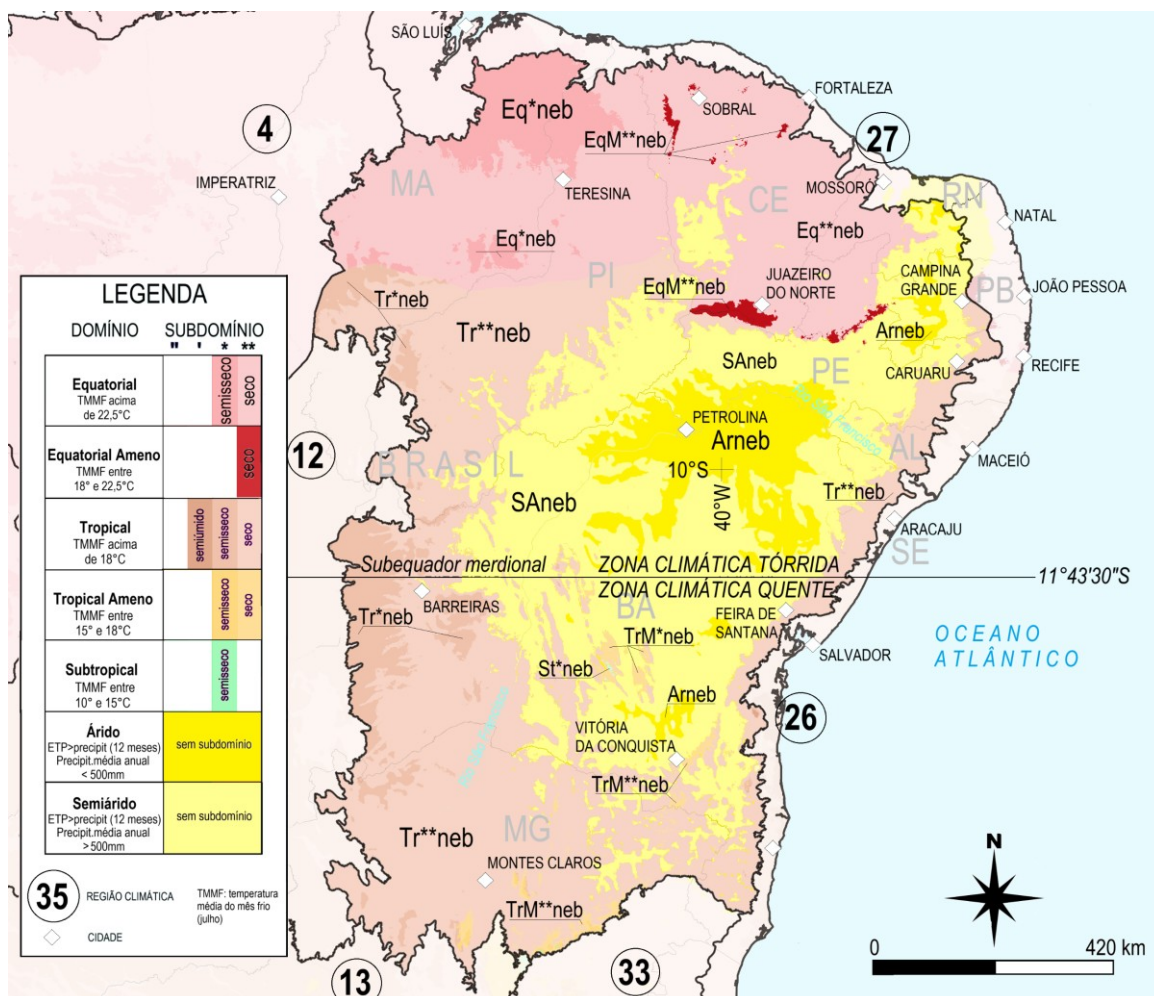 SÃO LUÍS
FORTALEZA
SOBRAL
Eq*neb
4
EqM**neb
27
IMPERATRIZ
MA
TERESINA
CE
MOSSORÓ
RN
NATAL
Eq*neb
Eq**neb
PI
EqM**neb
JUAZEIRO
DO NORTE
CAMPINA
GRANDE
PB
JOÃO PESSOA
Tr*neb
Tr**neb
Arneb
SAneb
PE
CARUARU
RECIFE
Rio São Francisco
PETROLINA
Arneb
12
BRASIL
10°S
40°W
AL
MACEIÓ
SAneb
Tr**neb
ARACAJU
SE
Subequador merdional
ZONA CLIMÁTICA TÓRRIDA
ZONA CLIMÁTICA QUENTE
11°43'30"S
BARREIRAS
BA
FEIRA DE
SANTANA
Tr*neb
TrM*neb
SALVADOR
OCEANO
ATLÂNTICO
St*neb
Arneb
Rio São Francisco
26
VITÓRIA
DA CONQUISTA
TrM**neb
Tr**neb
MG
MONTES CLAROS
TrM**neb
13
33
N
0 420 km
LEGENDA
DOMÍNIO SUBDOMÍNIO
" ' * **
Equatorial
TMMF acima
de 22,5°C
semisseco
seco
Equatorial Ameno
TMMF entre
18° e 22,5°C
seco
Tropical
TMMF acima
de 18°C
semiúmido
semisseco
seco
Tropical Ameno
TMMF entre
15° e 18°C
semisseco
seco
Subtropical
TMMF entre
10° e 15°C
semisseco
Árido
ETP>precipit (12 meses)
Precipit.média anual
< 500mm
sem subdomínio
Semiárido
ETP>precipit (12 meses)
Precipit.média anual
>500mm
sem subdomínio
35
REGIÃO CLIMÁTICA
TMMF: temperatura
média do mês frio
(julho)
CIDADE